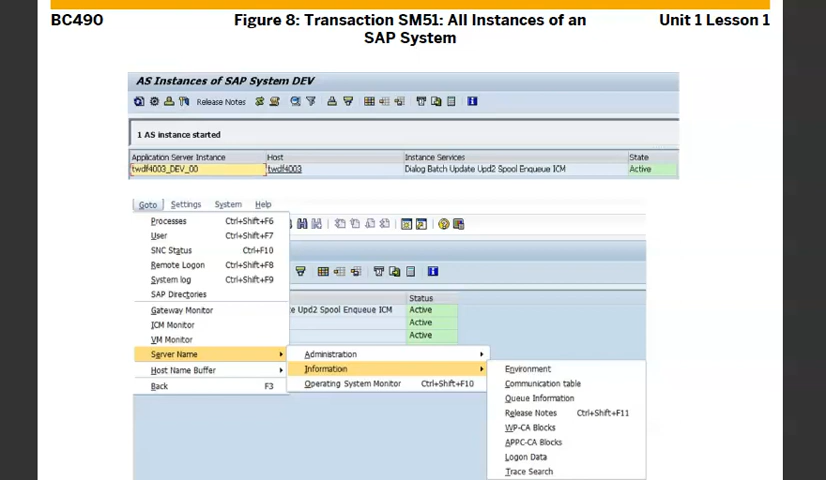 BC490
Figure 8: Transaction SM51: All Instances of an
SAP System
Unit 1 Lesson 1
AS Instances of SAP System DEV
Release Notes
1 AS instance started
Application Server Instance Host Instance Services State
twdf4003_DEV_00 twdf4003 Dialog Batch Update Upd2 Spool Enqueue ICM Active
Goto Settings System Help
Processes Ctrl+Shift+F6
User Ctrl+Shift+F7
SNC Status Ctrl+F10
Remote Logon Ctrl+Shift+F8
System log Ctrl+Shift+F9
SAP Directories
Gateway Monitor
ICM Monitor
VM Monitor
Server Name
Host Name Buffer
Back F3
Status
e Upd2 Spool Enqueue ICM Active
Active
Active
Administration
Information
Operating System Monitor Ctrl+Shift+F10
Environment
Communication table
Queue Information
Release Notes Ctrl+Shift+F11
WP-CA Blocks
APPC-CA Blocks
Logon Data
Trace Search